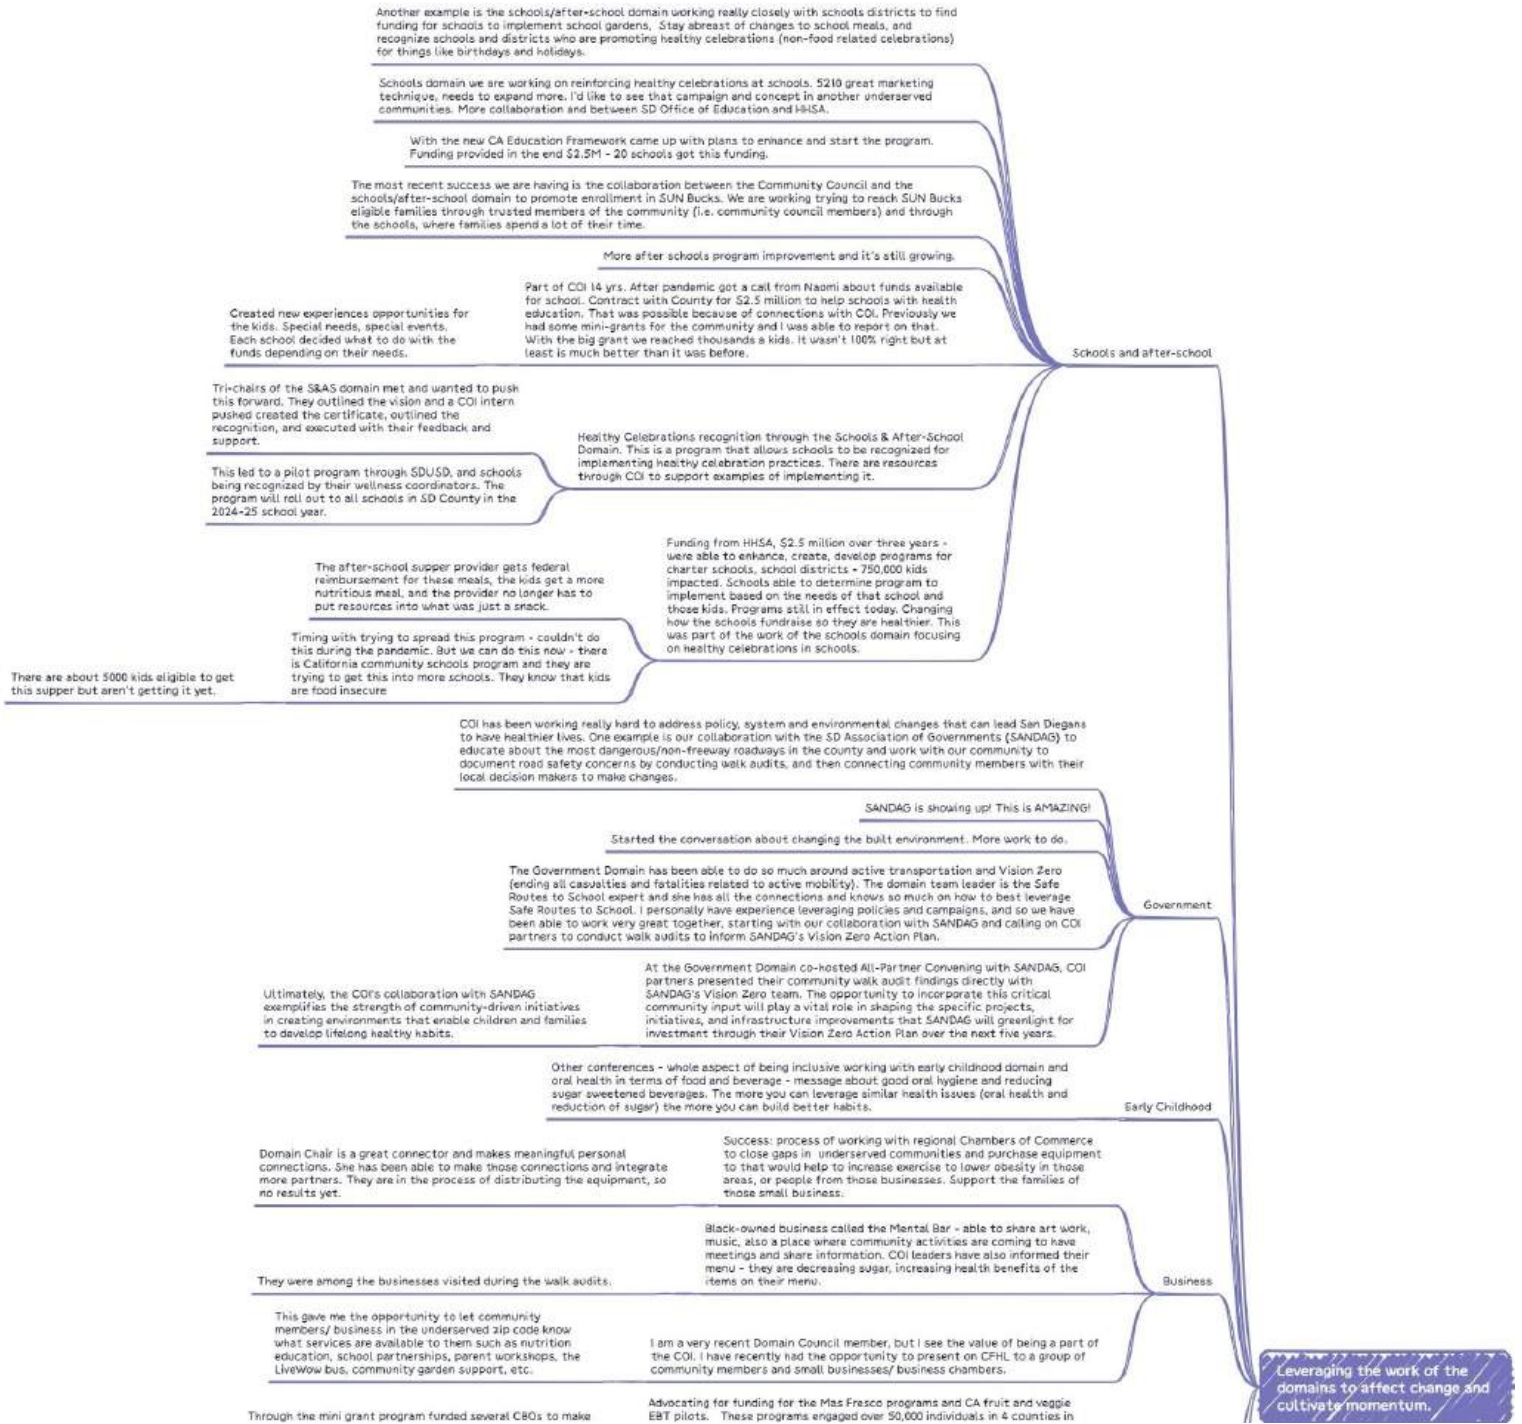 Another example is the schools/after-school domain working really closely with schools districts to find
funding for schools to implement school gardens, Stay abreast of changes to school meals, and
recognize schools and districts who are promoting healthy celebrations (non-food related celebrations)
for things like birthdays and holidays.
Schools domain we are working on reinforcing healthy celebrations at schools. 5210 great marketing
technique, needs to expand more. I'd like to see that campaign and concept in another underserved
communities. More collaboration and between SD Office of Education and HHSA.
With the new CA Education Framework came up with plans to enhance and start the program.
Funding provided in the end $2.5M - 20 schools got this funding.
The most recent success we are having is the collaboration between the Community Council and the
schools/after-school domain to promote enrollment in SUN Bucks. We are working trying to reach SUN Bucks
eligible families through trusted members of the community (i.e. community council members) and through
the schools, where families spend a lot of their time.
More after schools program improvement and it's still growing.
Part of COI 14 yrs. After pandemic got a call from Naomi about funds available
for school. Contract with County for $2.5 million to help schools with health
education. That was possible because of connections with COI. Previously we
had some mini-grants for the community and I was able to report on that.
With the big grant we reached thousands a kids. It wasn't 100% right but at
least is much better than it was before.
Created new experiences opportunities for
the kids. Special needs, special events.
Each school decided what to do with the
funds depending on their needs.
Schools and after-school
Tri-chairs of the S&AS domain met and wanted to push
this forward. They outlined the vision and a COI intern
pushed created the certificate, outlined the
recognition, and executed with their feedback and
support.
Healthy Celebrations recognition through the Schools & After-School
Domain. This is a program that allows schools to be recognized for
implementing healthy celebration practices. There are resources
through COI to support examples of implementing it.
This led to a pilot program through SDUSD, and schools
being recognized by their wellness coordinators. The
program will roll out to all schools in SD County in the
2024-25 school year.
Funding from HHSA, $2.5 million over three years -
were able to enhance, create, develop programs for
charter schools, school districts - 750,000 kids
impacted. Schools able to determine program to
implement based on the needs of that school and
those kids. Programs still in effect today. Changing
how the schools fundraise so they are healthier. This
was part of the work of the schools domain focusing
on healthy celebrations in schools.
The after-school supper provider gets federal
reimbursement for these meals, the kids get a more
nutritious meal, and the provider no longer has to
put resources into what was just a snack.
Timing with trying to spread this program - couldn't do
this during the pandemic. But we can do this now - there
is California community schools program and they are
trying to get this into more schools. They know that kids
are food insecure
There are about 5000 kids eligible to get
this supper but aren't getting it yet.
COI has been working really hard to address policy, system and environmental changes that can lead San Diegans
to have healthier lives. One example is our collaboration with the SD Association of Governments (SANDAG) to
educate about the most dangerous/non-freeway roadways in the county and work with our community to
document road safety concerns by conducting walk audits, and then connecting community members with their
local decision makers to make changes.
SANDAG is showing up! This is AMAZING!
Started the conversation about changing the built environment. More work to do.
The Government Domain has been able to do so much around active transportation and Vision Zero
(ending all casualties and fatalities related to active mobility). The domain team leader is the Safe
Routes to School expert and she has all the connections and knows so much on how to best leverage
Safe Routes to School. I personally have experience leveraging policies and campaigns, and so we have
been able to work very great together, starting with our collaboration with SANDAG and calling on COI
partners to conduct walk audits to inform SANDAG's Vision Zero Action Plan.
Government
At the Government Domain co-hosted All-Partner Convening with SANDAG, COI
partners presented their community walk audit findings directly with
SANDAG's Vision Zero team. The opportunity to incorporate this critical
community input will play a vital role in shaping the specific projects,
initiatives, and infrastructure improvements that SANDAG will greenlight for
investment through their Vision Zero Action Plan over the next five years.
Ultimately, the COI's collaboration with SANDAG
exemplifies the strength of community-driven initiatives
in creating environments that enable children and families
to develop lifelong healthy habits.
Other conferences - whole aspect of being inclusive working with early childhood domain and
oral health in terms of food and beverage - message about good oral hygiene and reducing
sugar sweetened beverages. The more you can leverage similar health issues (oral health and
reduction of sugar) the more you can build better habits.
Early Childhood
Success: process of working with regional Chambers of Commerce
to close gaps in underserved communities and purchase equipment
to that would help to increase exercise to lower obesity in those
areas, or people from those businesses. Support the families of
those small business.
Domain Chair is a great connector and makes meaningful personal
connections. She has been able to make those connections and integrate
more partners. They are in the process of distributing the equipment, so
no results yet.
Black-owned business called the Mental Bar - able to share art work,
music, also a place where community activities are coming to have
meetings and share information. COI leaders have also informed their
menu - they are decreasing sugar, increasing health benefits of the
items on their menu.
They were among the businesses visited during the walk audits.
Business
This gave me the opportunity to let community
members/ business in the underserved zip code know
what services are available to them such as nutrition
education, school partnerships, parent workshops, the
LiveWow bus, community garden support, etc.
I am a very recent Domain Council member, but I see the value of being a part of
the COI. I have recently had the opportunity to present on CFHL to a group of
community members and small businesses/ business chambers.
Leveraging the work of the
domains to affect change and
cultivate momentum.
Advocating for funding for the Mas Fresco programs and CA fruit and veggie
EBT pilots. These programs engaged over 50,000 individuals in 4 counties in
Through the mini grant program funded several CBOs to make